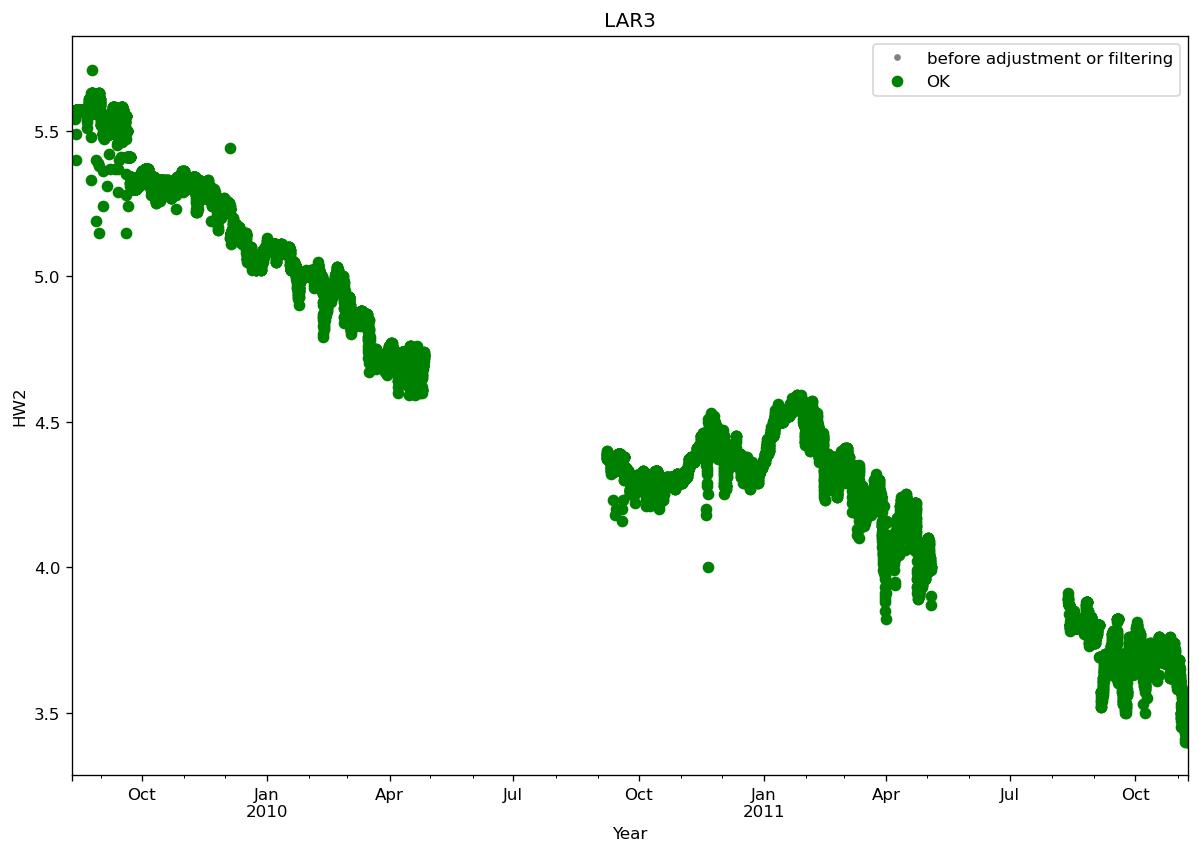 LAR3
before adjustment or filtering
OK
HW2
5.5
5.0
4.5
4.0
3.5
Oct Jan Apr Jul Oct Jan Apr Jul Oct
2010 2011
Year